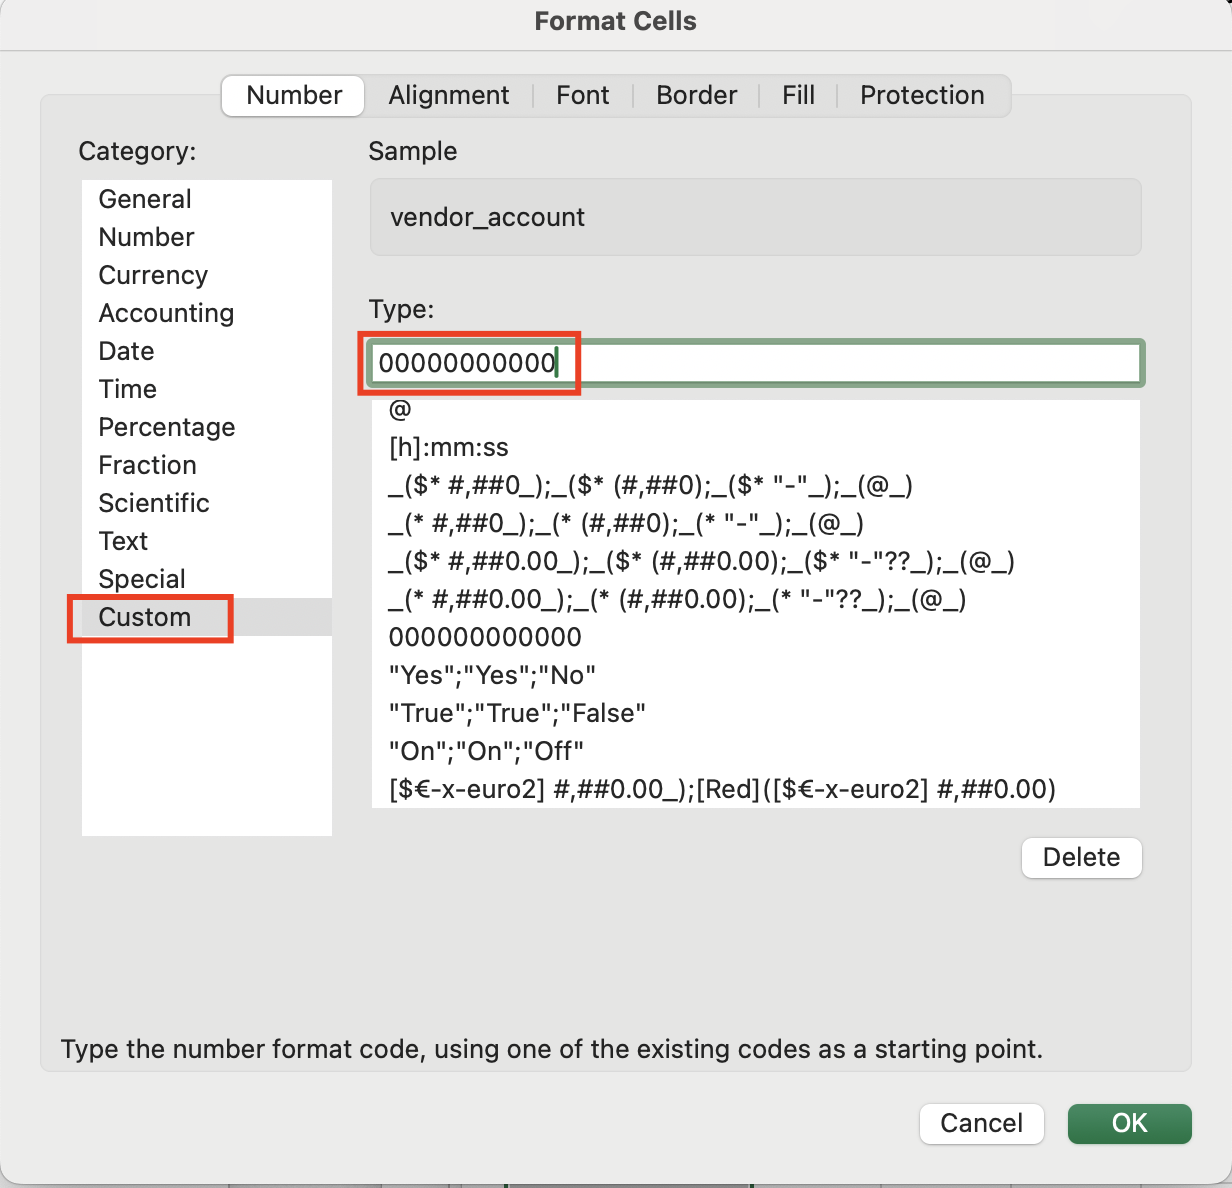 Format Cells
Number
Alignment
Font
Border
Fill
Protection
Category:
General
Number
Currency
Accounting
Date
Time
Percentage
Fraction
Scientific
Text
Special
Custom
Sample
vendor_account
Type:
00000000000
@
[h]:mm:ss
_($* #,##0_);_($* (#,##0);_($* "-"_);_(@_)
_(* #,##0_);_(* (#,##0);_(* "-"_);_(@_)
_($* #,##0.00_);_($* (#,##0.00);_($* "-"??_);_(@_)
_(* #,##0.00_);_(* (#,##0.00);_(* "-"??_);_(@_)
000000000000
"Yes";"Yes";"No"
"True";"True";"False"
"On";"On";"Off"
[$€-x-euro2] #,##0.00_);[Red]([$€-x-euro2] #,##0.00)
Delete
Type the number format code, using one of the existing codes as a starting point.
Cancel
OK